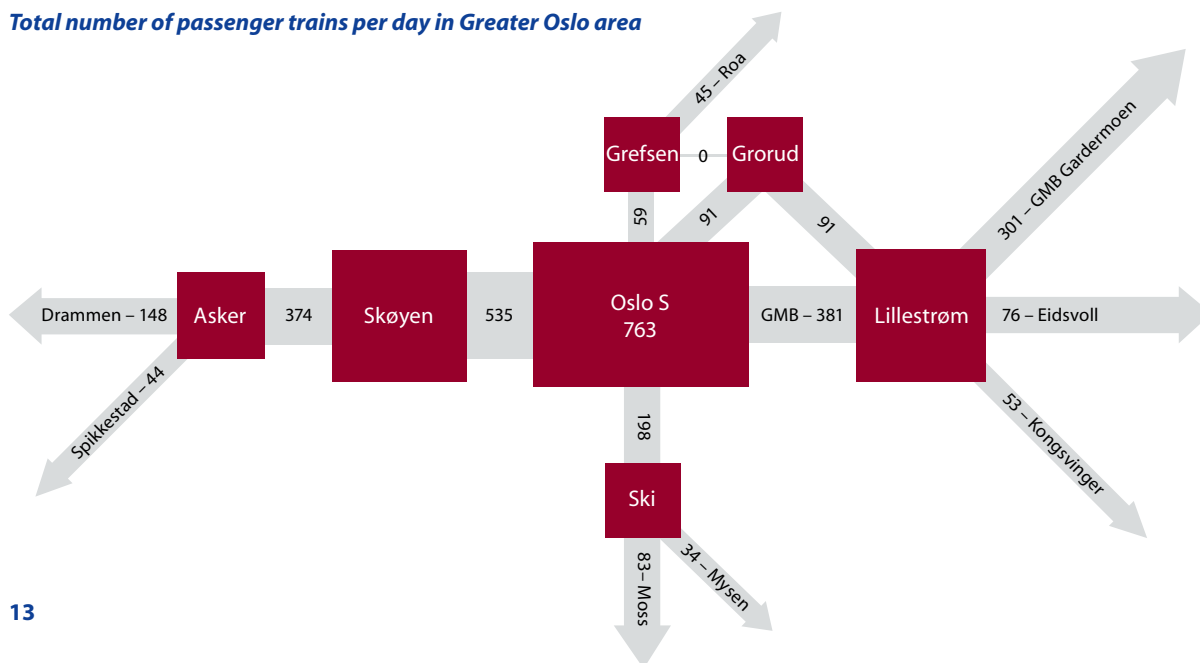 Total number of passenger trains per day in Greater Oslo area
45 – Roa
Grefsen
0
Grorud
301 – GMB Gardermoen
59
91
91
Drammen – 148
Asker
374
Skøyen
535
Oslo S
763
GMB – 381
Lillestrøm
76 – Eidsvoll
Spikkestad – 44
198
53 – Kongsvinger
Ski
83– Moss
34 – Mysen
13